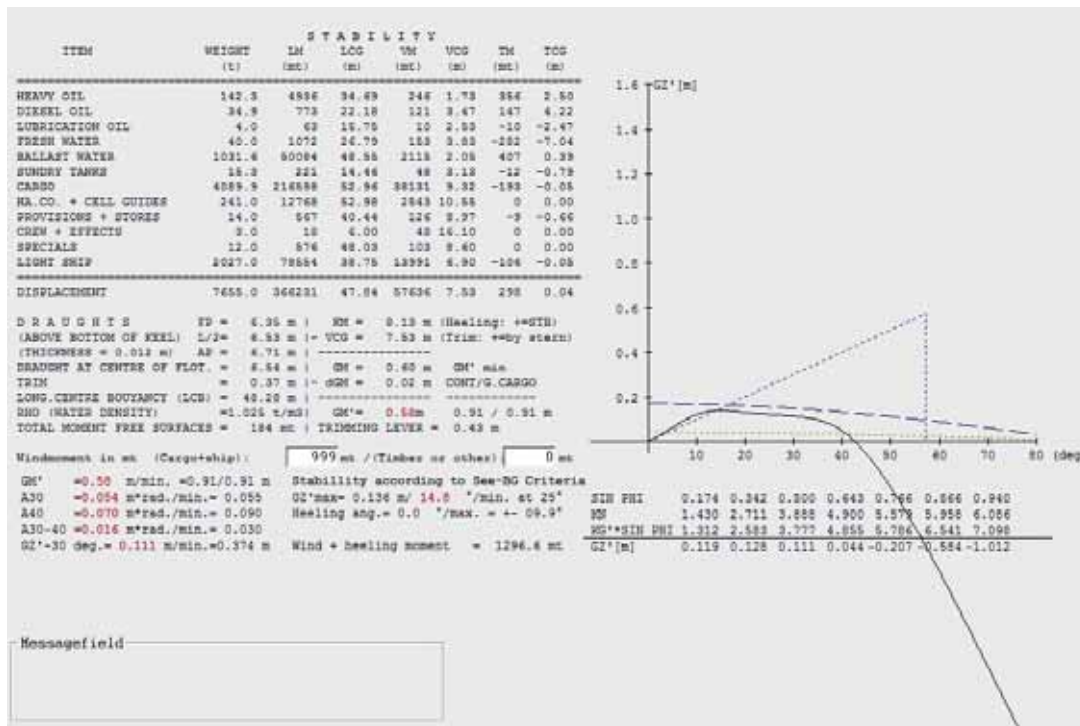 S T A B I L I T Y
ITEM WEIGHT LM LCG VM VCG TM TCG
(t) (mt) (m) (mt) (m) (mt) (m)
HEAVY OIL 142.3 4936 34.69 246 1.73 356 2.50
DIESEL OIL 34.9 773 22.18 121 3.47 147 4.22
LUBRICATION OIL 4.0 63 15.75 10 2.53 -10 -2.47
FRESH WATER 40.0 1072 26.79 153 3.83 -282 -7.04
BALLAST WATER 1031.6 50084 48.55 2115 2.05 407 0.39
SUNDRY TANKS 15.3 221 14.46 48 3.13 -12 -0.79
CARGO 4089.9 216598 52.96 38131 9.32 -193 -0.05
HA.CO. + CELL GUIDES 241.0 12768 52.98 2543 10.55 0 0.00
PROVISIONS + STORES 14.0 567 40.44 126 8.97 -9 -0.66
CREW + EFFECTS 3.0 18 6.00 48 16.10 0 0.00
SPECIALS 12.0 576 48.03 103 8.60 0 0.00
LIGHT SHIP 2027.0 78554 38.75 13991 6.90 -106 -0.05
DISPLACEMENT 7655.0 366231 47.84 57636 7.53 298 0.04
D R A U G H T S FD = 6.35 m | KM = 8.13 m (Heeling: +=STB)
(ABOVE BOTTOM OF KEEL) L/2= 6.53 m |- VCG = 7.53 m (Trim: +=by stern)
(THICKNESS = 0.012 m) AD = 6.71 m | ---------------
DRAUGHT AT CENTRE OF FLOT. = 6.54 m | GM = 0.60 m GM' min
TRIM = 0.37 m |- dGM = 0.02 m CONT/G.CARGO
LONG.CENTRE BOUYANCY (LCB) = 48.28 m | --------------- ---------------
RHO (WATER DENSITY) =1.025 t/m3| GM'= 0.58m 0.91 / 0.91 m
TOTAL MOMENT FREE SURFACES = 184 mt | TRIMMING LEVER = 0.43 m
Windmoment in mt (Cargo+ship): 999 mt /(Timber or other) 0 mt
GM' =0.58 m/min. =0.91/0.91 m Stabillity according to See-BG Criteria
A30 =0.054 m*rad./min.= 0.055 GZ'max= 0.136 m/ 14.8 °/min. at 25°
A40 =0.070 m*rad./min.= 0.090 Heeling ang.= 0.0 °/max. = +- 09.9°
A30-40 =0.016 m*rad./min.= 0.030
GZ'-30 deg.= 0.111 m/min.=0.374 m Wind + heeling moment = 1296.6 mt
Messagefield
GZ'[m]
1.6
1.4
1.2
1.0
0.8
0.6
0.4
0.2
0 10 20 30 40 50 60 70 80 (deg
SIN PHI 0.174 0.342 0.500 0.643 0.766 0.866 0.940
KN 1.430 2.711 3.888 4.900 5.579 5.958 6.086
KG'*SIN PHI 1.312 2.583 3.777 4.855 5.786 6.541 7.098
GZ'[m] 0.119 0.128 0.111 0.044 -0.207 -0.584 -1.012